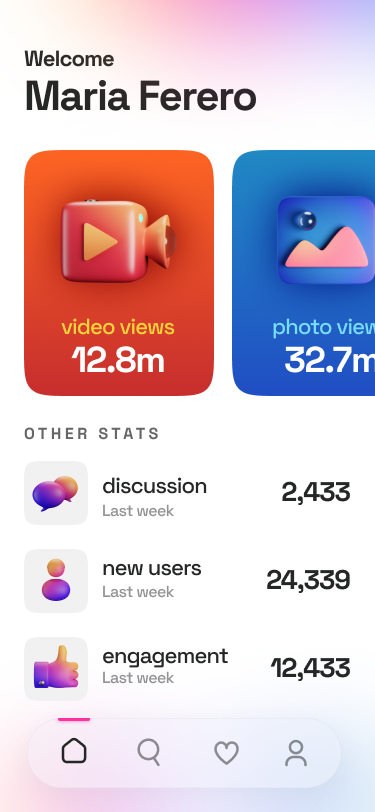 Welcome
Maria Ferero
video views
12.8m
photo view
32.7m
OTHER STATS
discussion
Last week
2,433
new users
Last week
24,339
engagement
Last week
12,433